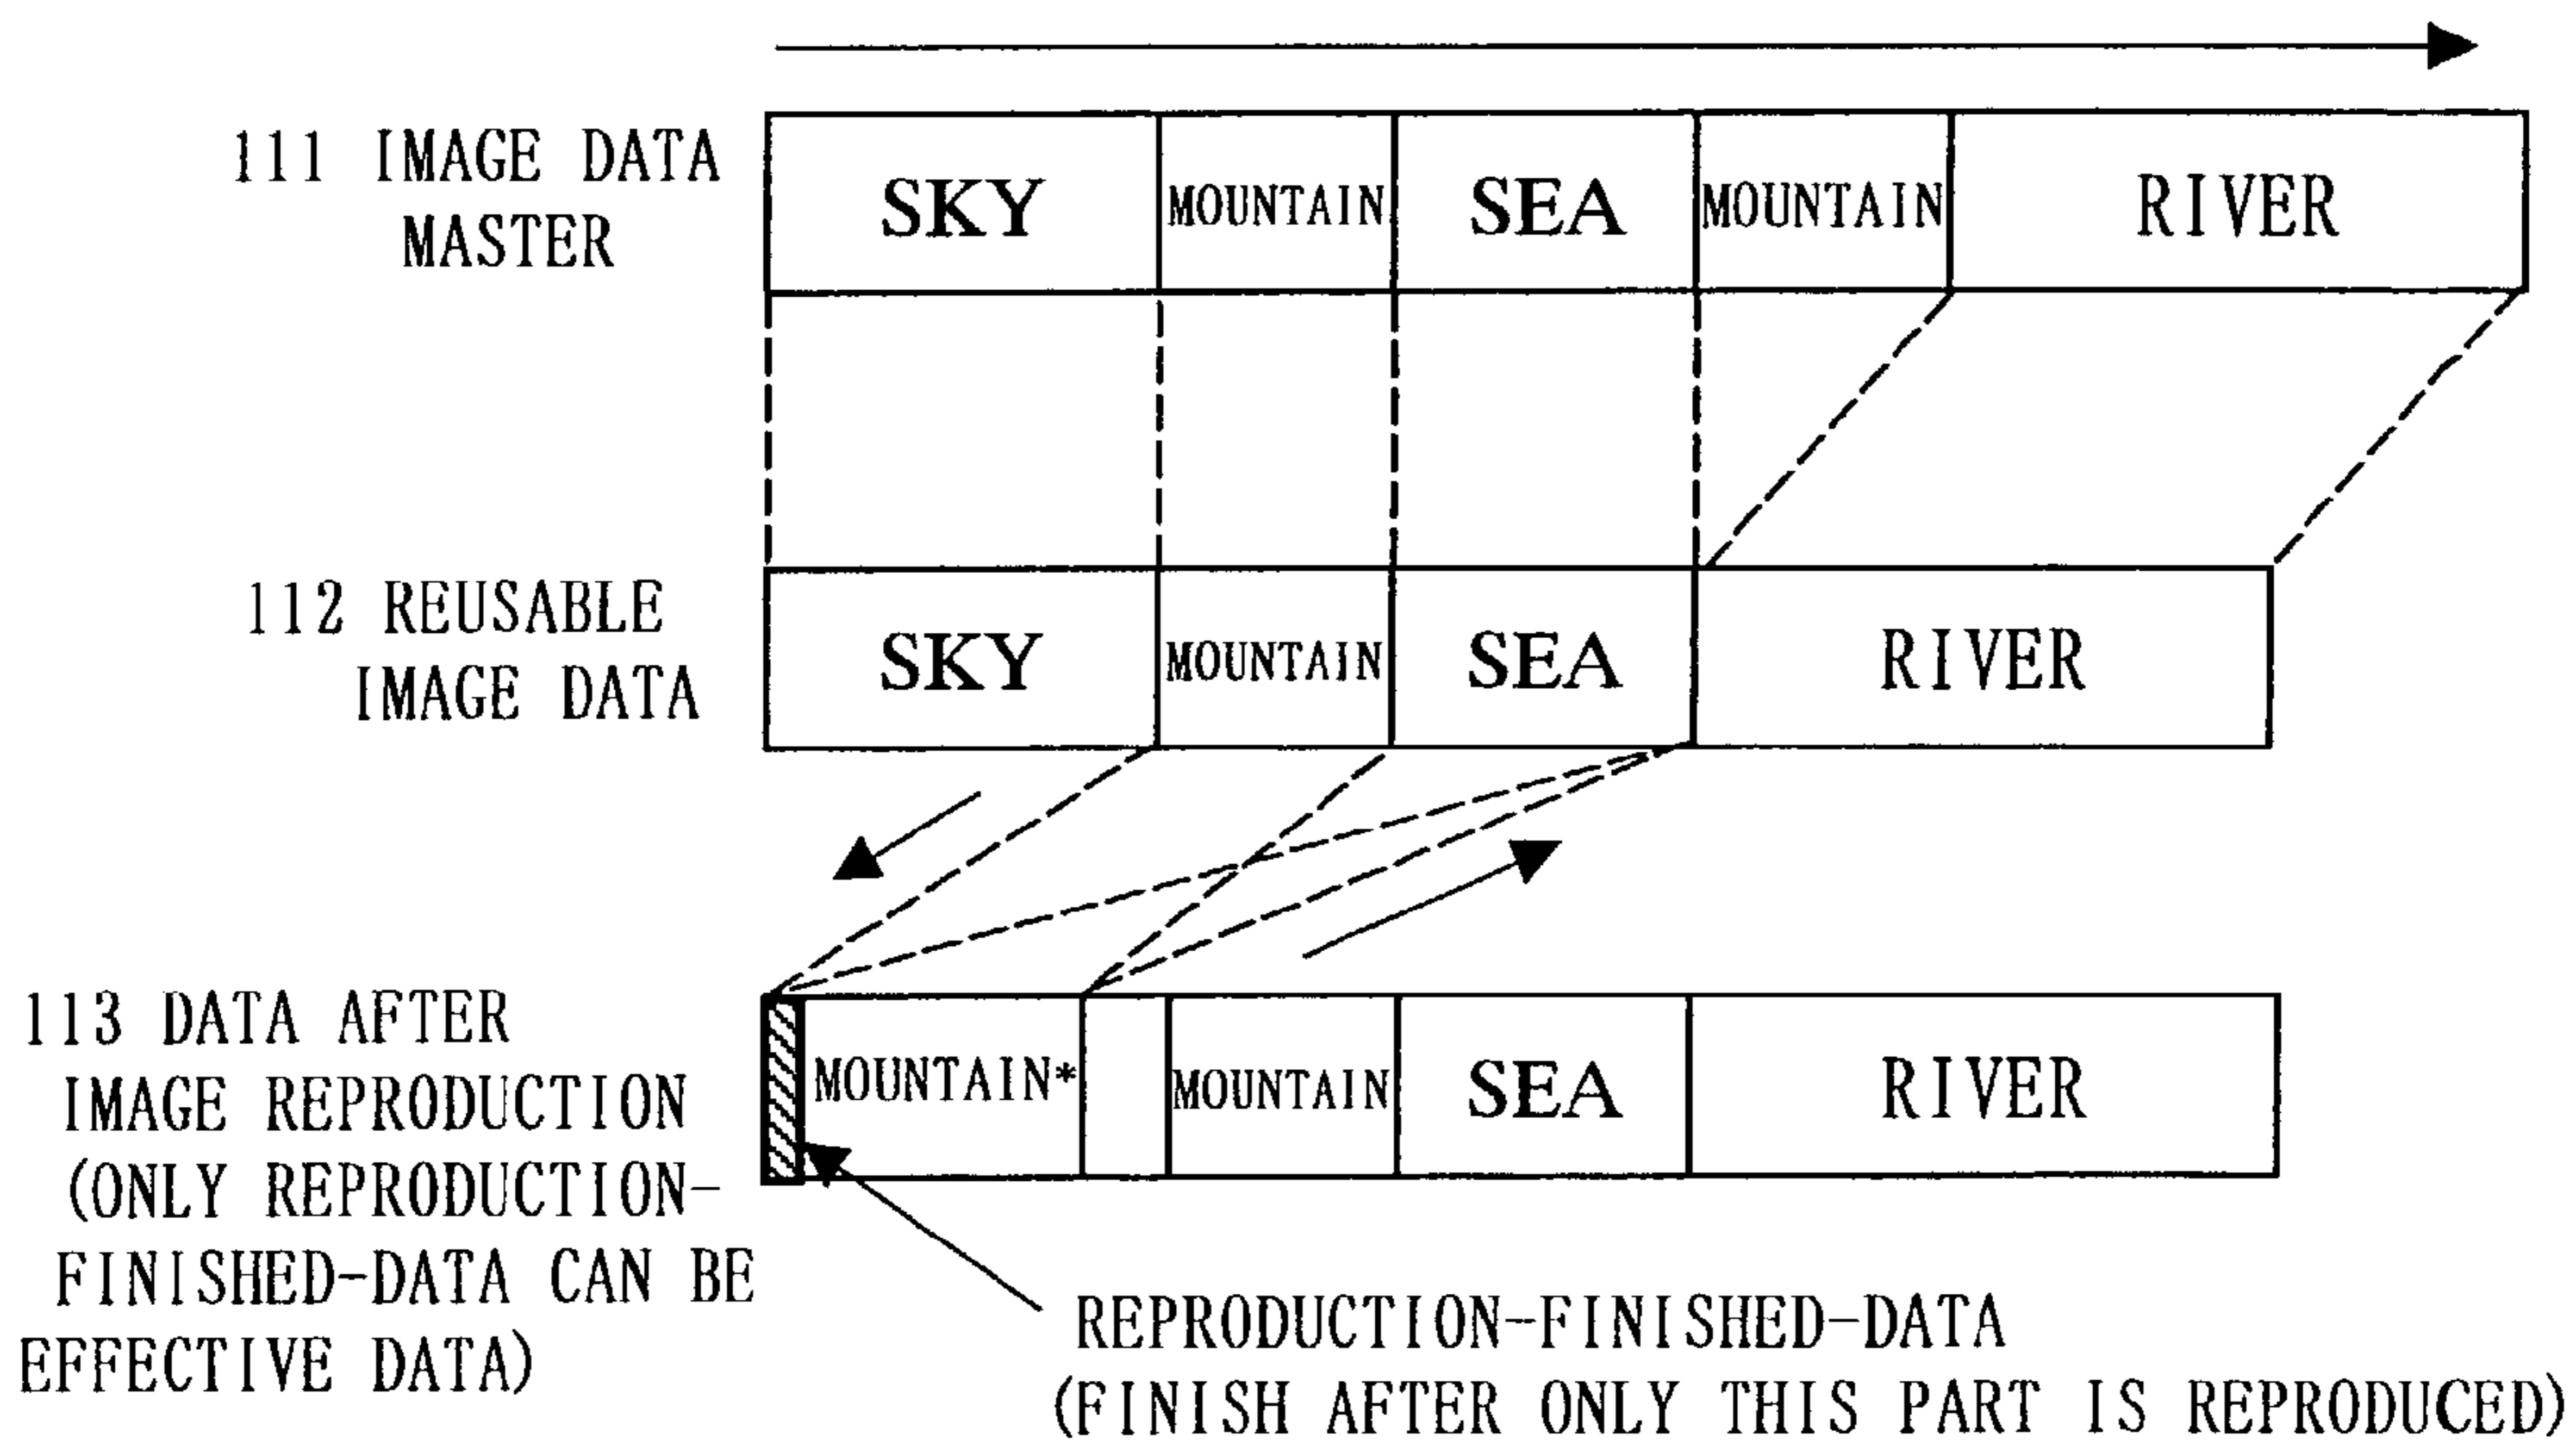 111 IMAGE DATA
MASTER
SKY
MOUNTAIN
SEA
MOUNTAIN
RIVER
112 REUSABLE
IMAGE DATA
SKY
MOUNTAIN
SEA
RIVER
113 DATA AFTER
IMAGE REPRODUCTION
(ONLY REPRODUCTION-
FINISHED-DATA CAN BE
EFFECTIVE DATA)
MOUNTAIN*
MOUNTAIN
SEA
RIVER
REPRODUCTION-FINISHED-DATA
(FINISH AFTER ONLY THIS PART IS REPRODUCED)